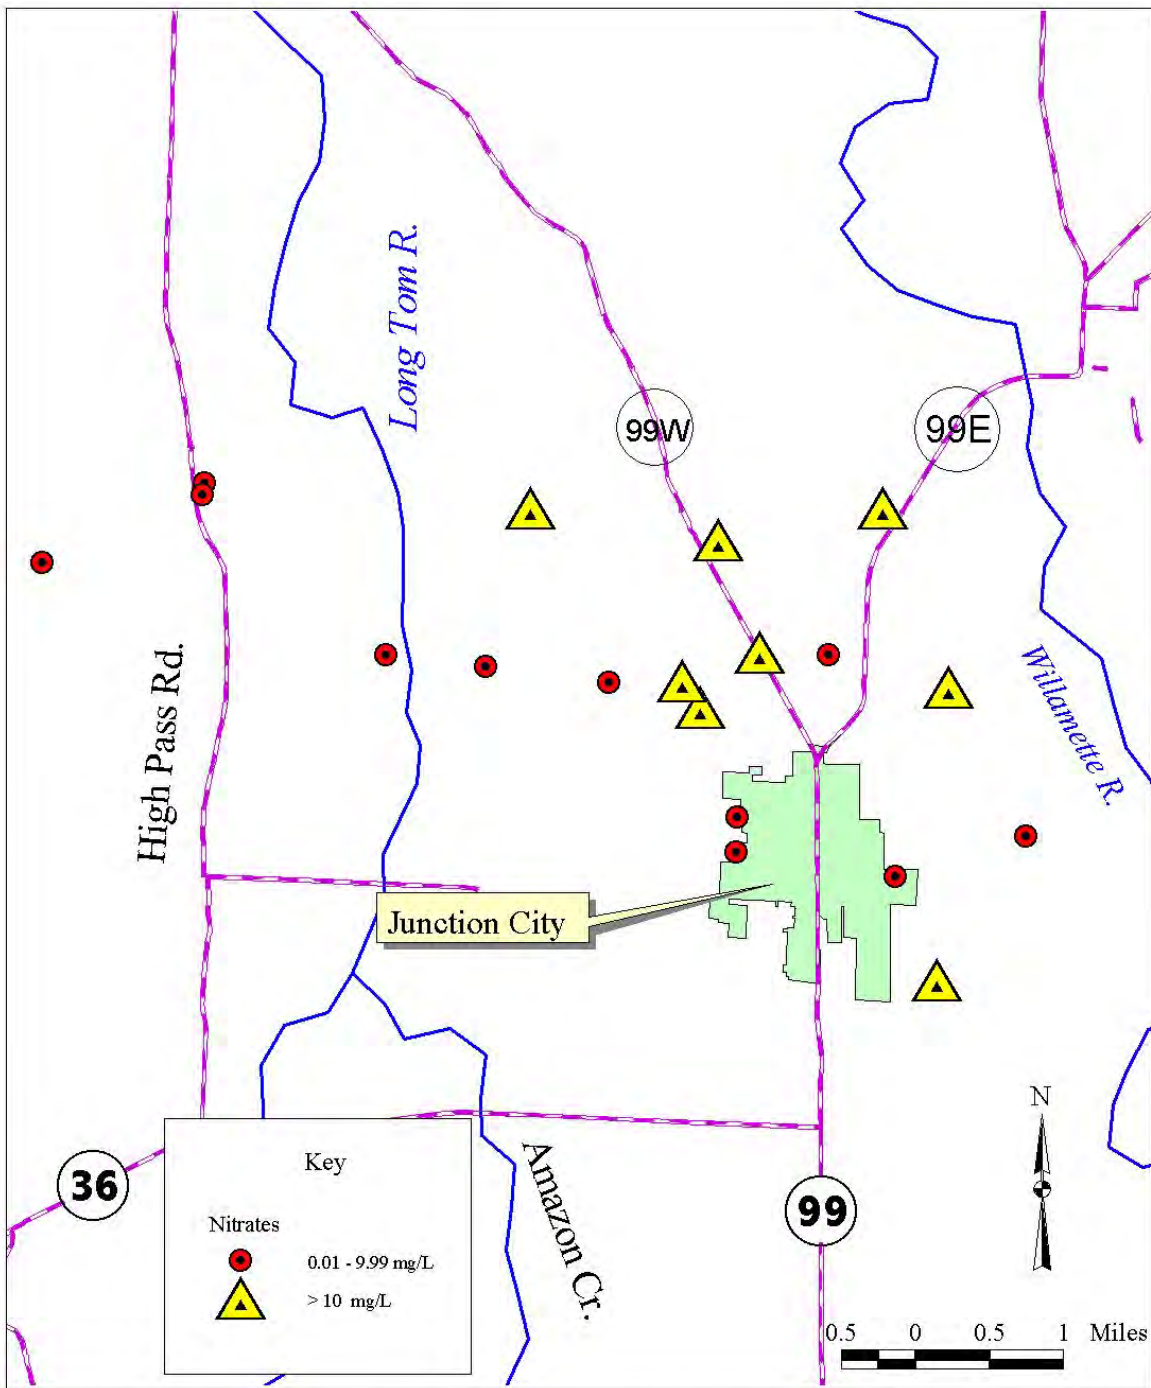 Long Tom R.
99W
99E
High Pass Rd.
Willamette R.
Junction City
N
Key
Amazon Cr.
36
99
Nitrates
0.01 - 9.99 mg/L
> 10 mg/L
0.5 0 0.5 1 Miles